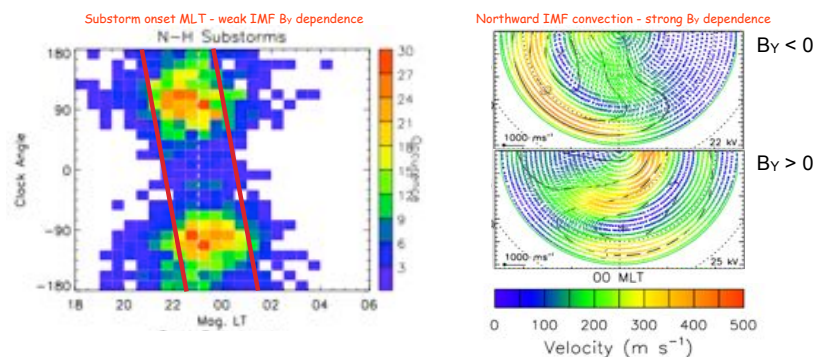 Substorm onset MLT - weak IMF BY dependence
N-H Substorms
180
90
0
-90
-180
Clock Angle
18 20 22 00 02 04 06
Mag. LT
30
27
24
21
18
15
12
9
6
3
1
Northward IMF convection - strong BY dependence
BY < 0
1000 ms-1
22 kV
BY > 0
1000 ms-1
25 kV
00 MLT
0 100 200 300 400 500
Velocity (m s-1)